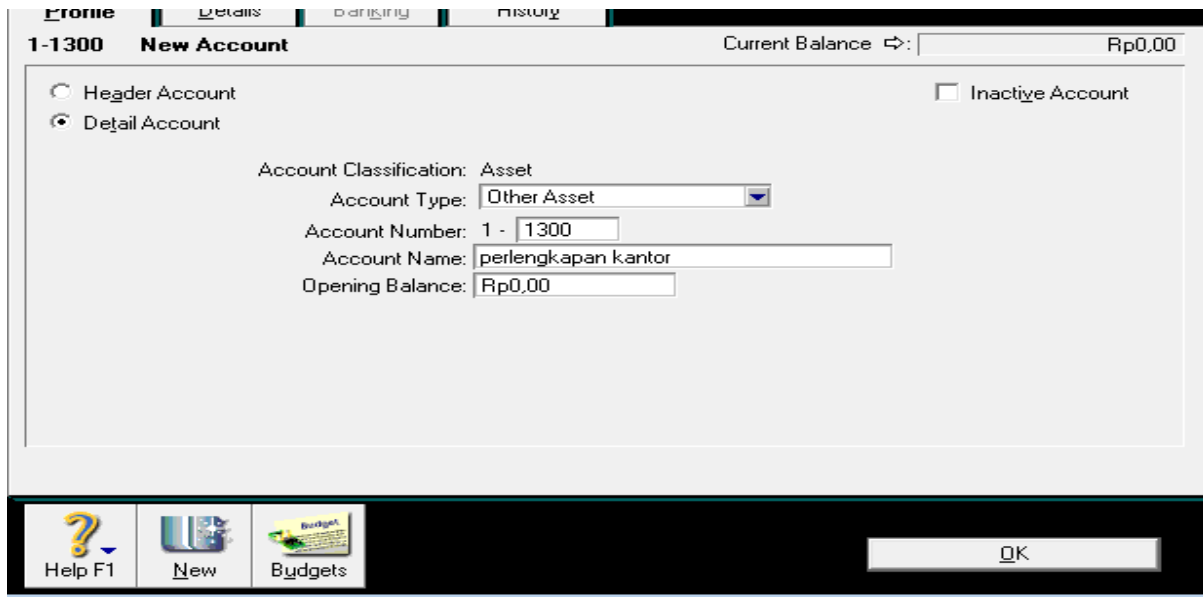 Profile Details Banking History
1-1300 New Account Current Balance ⇨: Rp0,00
Header Account Inactive Account
Detail Account
Account Classification: Asset
Account Type: Other Asset
Account Number: 1 - 1300
Account Name: perlengkapan kantor
Opening Balance: Rp0,00
Budget
Help F1 New Budgets OK